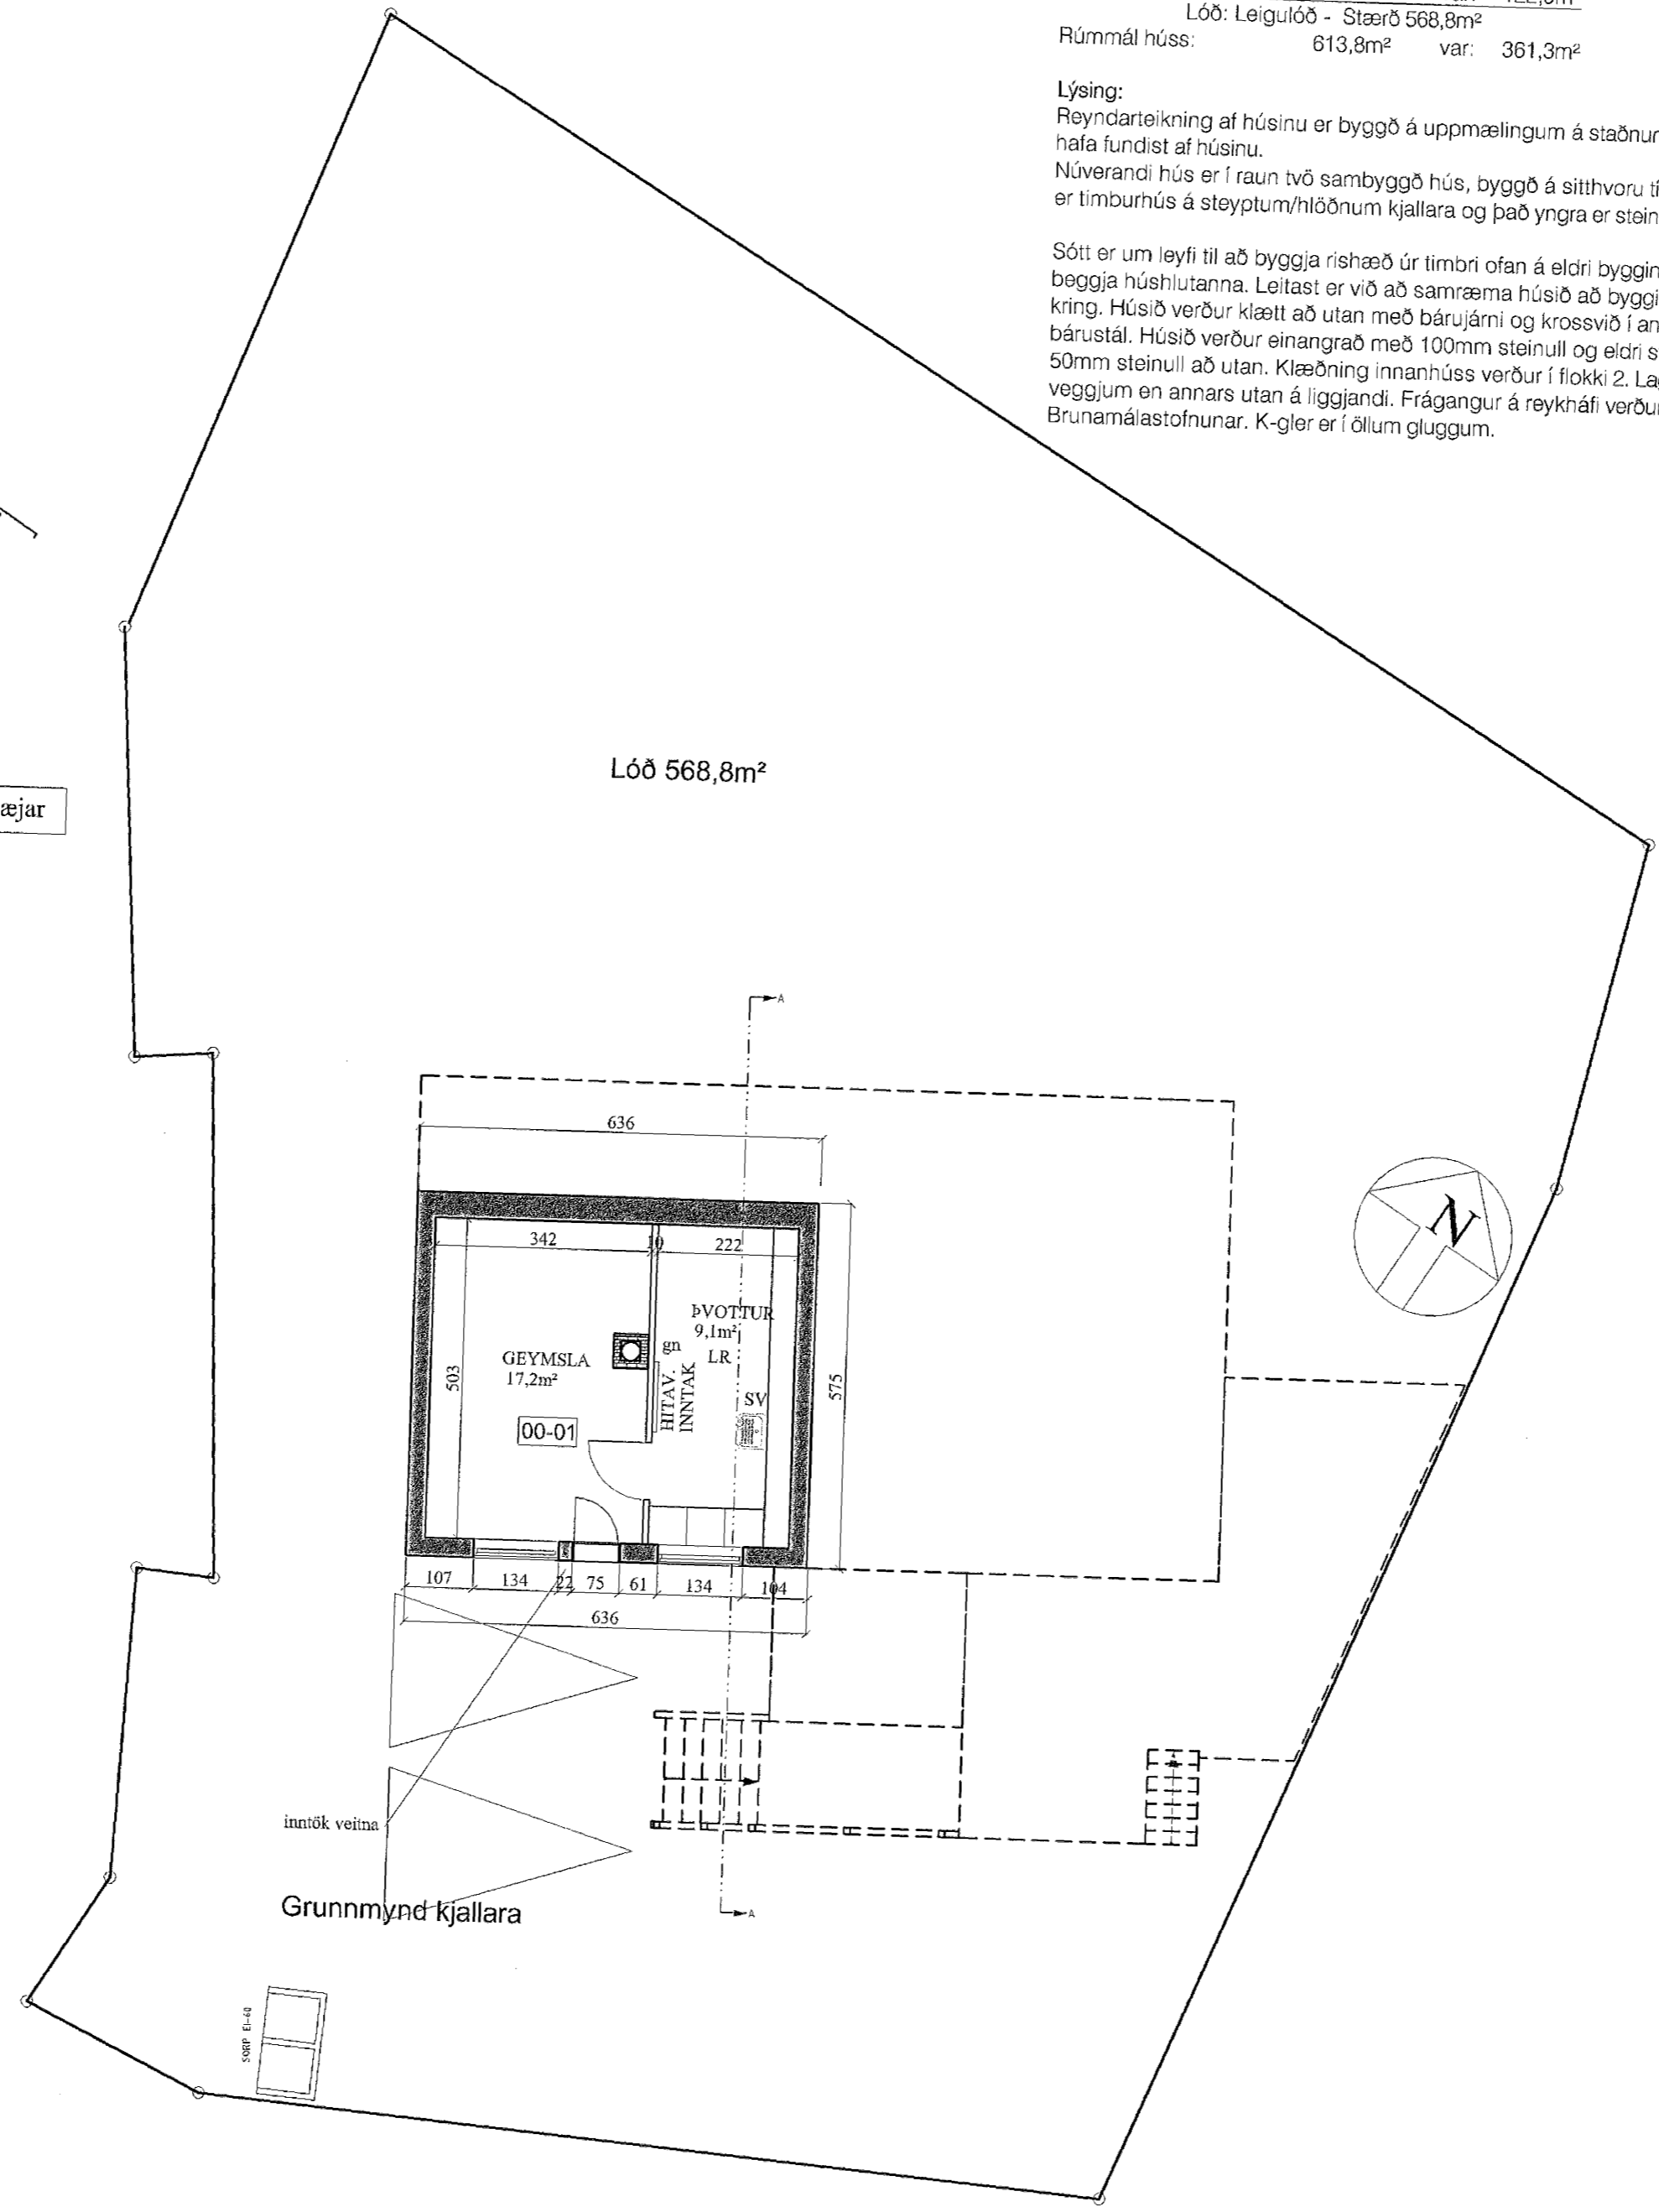 Lóð: Leigulóð - Stærð 568,8m²
Rúmmál húss: 613,8m² var: 361,3m²
Lýsing:
Reyndarteikning af húsinu er byggð á uppmælingum á staðnum
hafa fundist af húsinu.
Núverandi hús er í raun tvö sambyggð hús, byggð á sitthvoru tí
er timburhús á steyptum/hlöðnum kjallara og það yngra er stein
Sótt er um leyfi til að byggja rishæð úr timbri ofan á eldri byggin
beggja húshlutanna. Leitast er við að samræma húsið að byggi
kring. Húsið verður klætt að utan með bárujárni og krossvið í an
bárustál. Húsið verður einangrað með 100mm steinull og eldri s
50mm steinull að utan. Klæðning innanhúss verður í flokki 2. La
veggjum en annars utan á liggjandi. Frágangur á reykháfi verður
Brunamálastofnunar. K-gler er í öllum gluggum.
Lóð 568,8m²
æjar
A
636
342
10
222
N
ÞVOTTUR
9,1m²
gn
LR
GEYMSLA
17,2m²
503
HITAV.
INNTAK
575
SV
00-01
107
134
22
75
61
134
104
636
inntök veitna
Grunnmynd kjallara
A
SORP EI-60